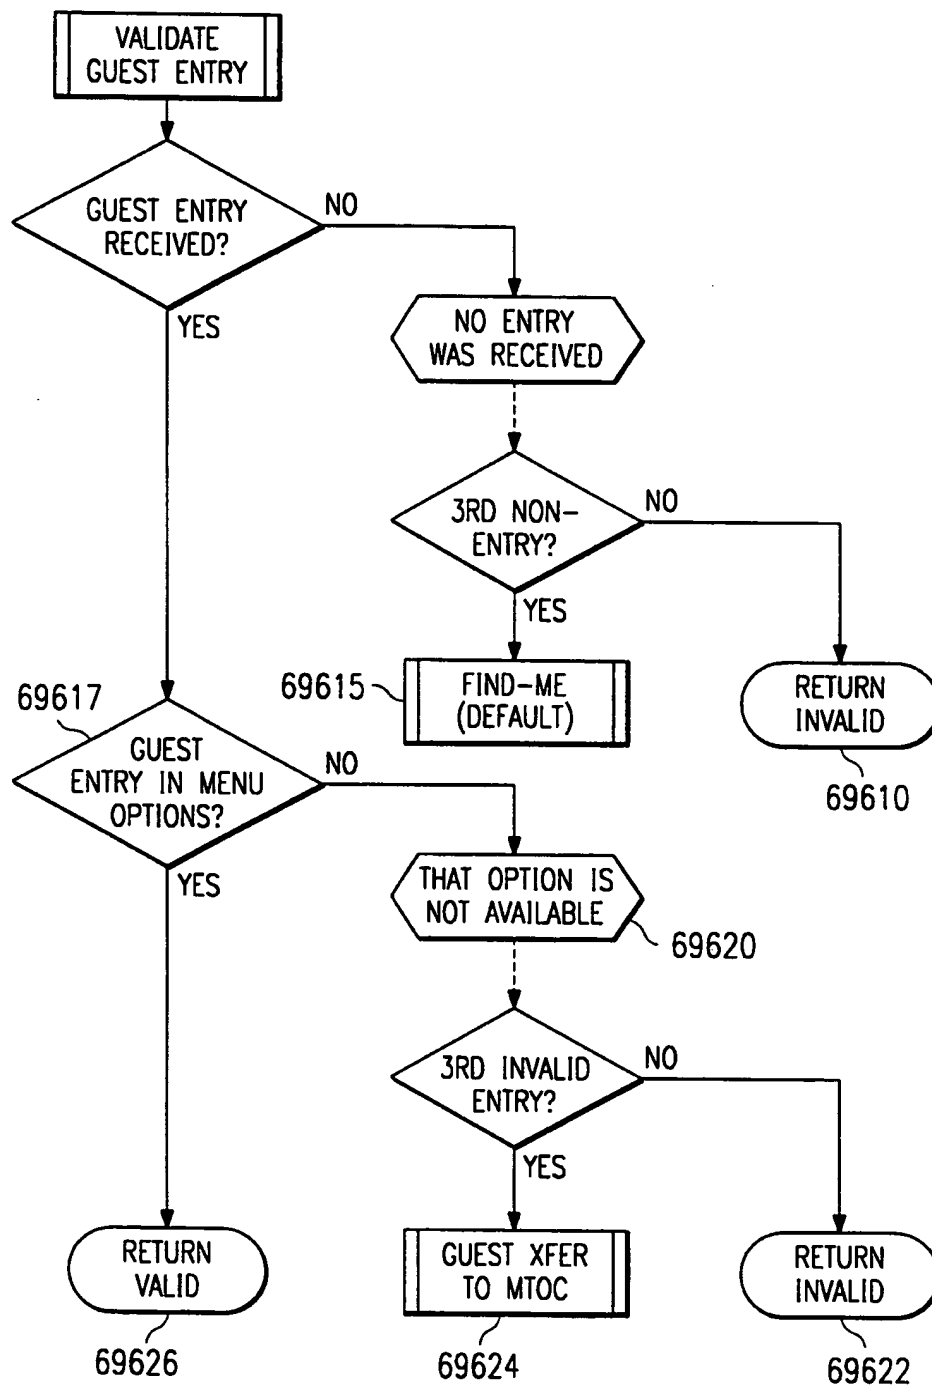 VALIDATE
GUEST ENTRY
GUEST ENTRY
RECEIVED?
NO
YES
NO ENTRY
WAS RECEIVED
3RD NON-
ENTRY?
NO
YES
69615
FIND-ME
(DEFAULT)
RETURN
INVALID
69610
69617
GUEST
ENTRY IN MENU
OPTIONS?
NO
YES
THAT OPTION IS
NOT AVAILABLE
69620
3RD INVALID
ENTRY?
NO
YES
RETURN
VALID
69626
GUEST XFER
TO MTOC
69624
RETURN
INVALID
69622